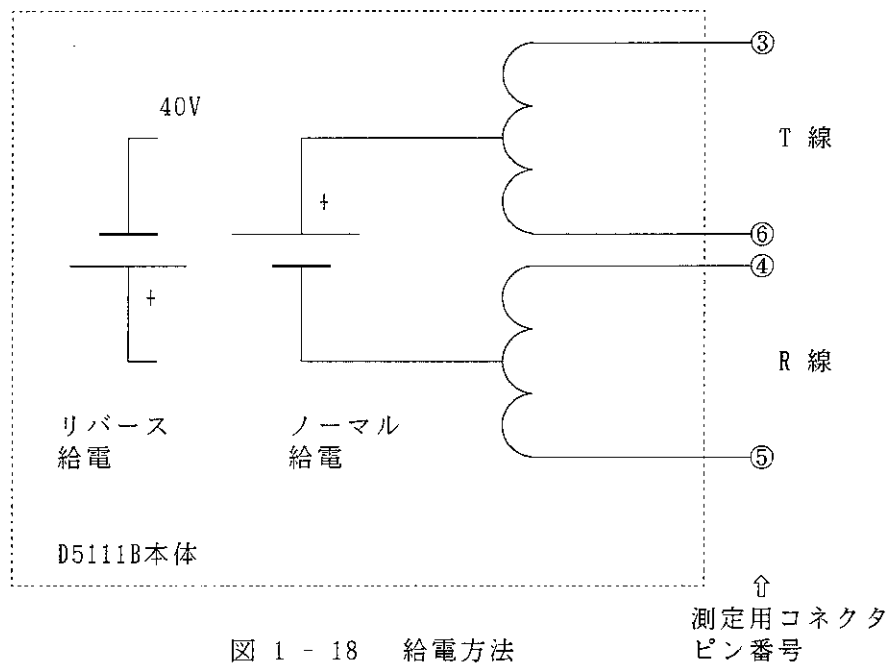 ③
40V
T 線
+
⑥
④
+
R 線
リバース
給電
ノーマル
給電
⑤
D5111B本体
⇧
測定用コネクタ
ピン番号
図 1 - 18 給電方法